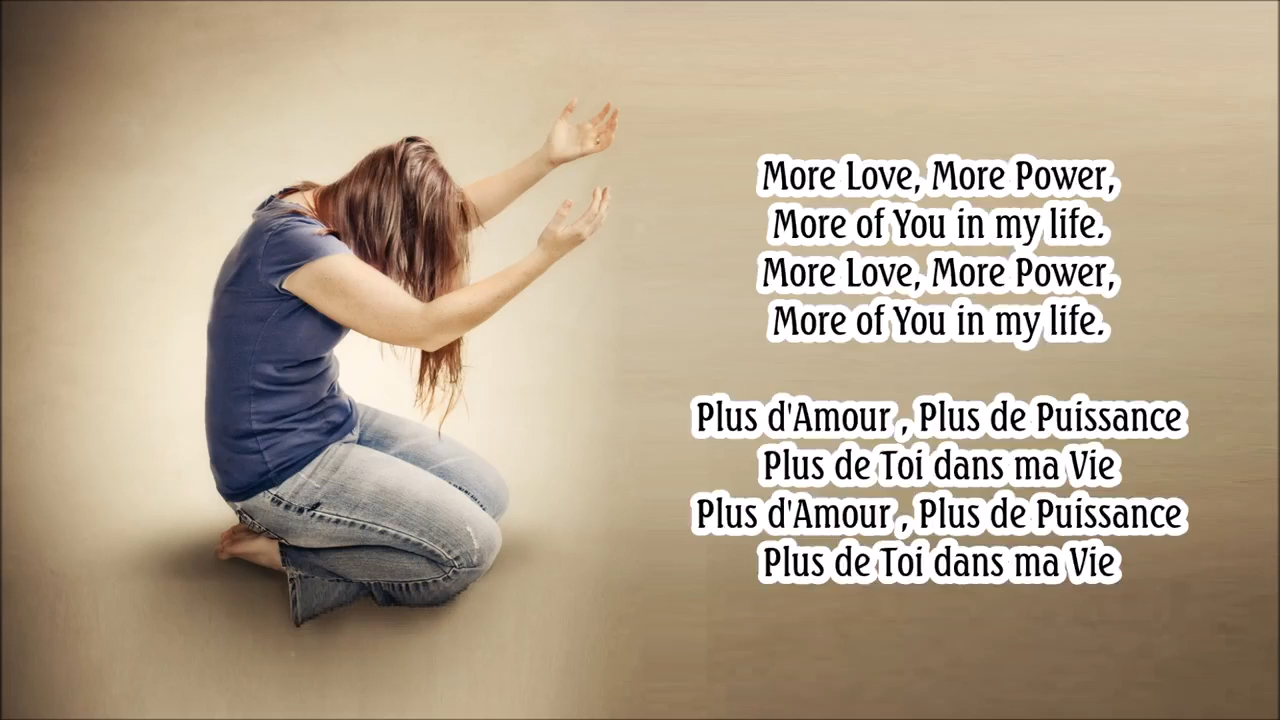 More Love, More Power,
More of You in my life.
More Love, More Power,
More of You in my life.
Plus d'Amour , Plus de Puissance
Plus de Toi dans ma Vie
Plus d'Amour , Plus de Puissance
Plus de Toi dans ma Vie